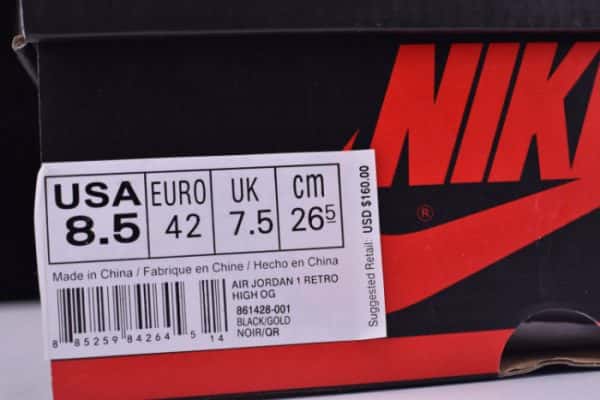 NIKE
®
USA EURO UK cm
8.5 42 7.5 26⁵
Made in China / Fabrique en Chine / Hecho en China
AIR JORDAN 1 RETRO
HIGH OG
861428-001
BLACK/GOLD
NOIR/OR
8 85259 84264 5 14
Suggested Retail: USD $160.00